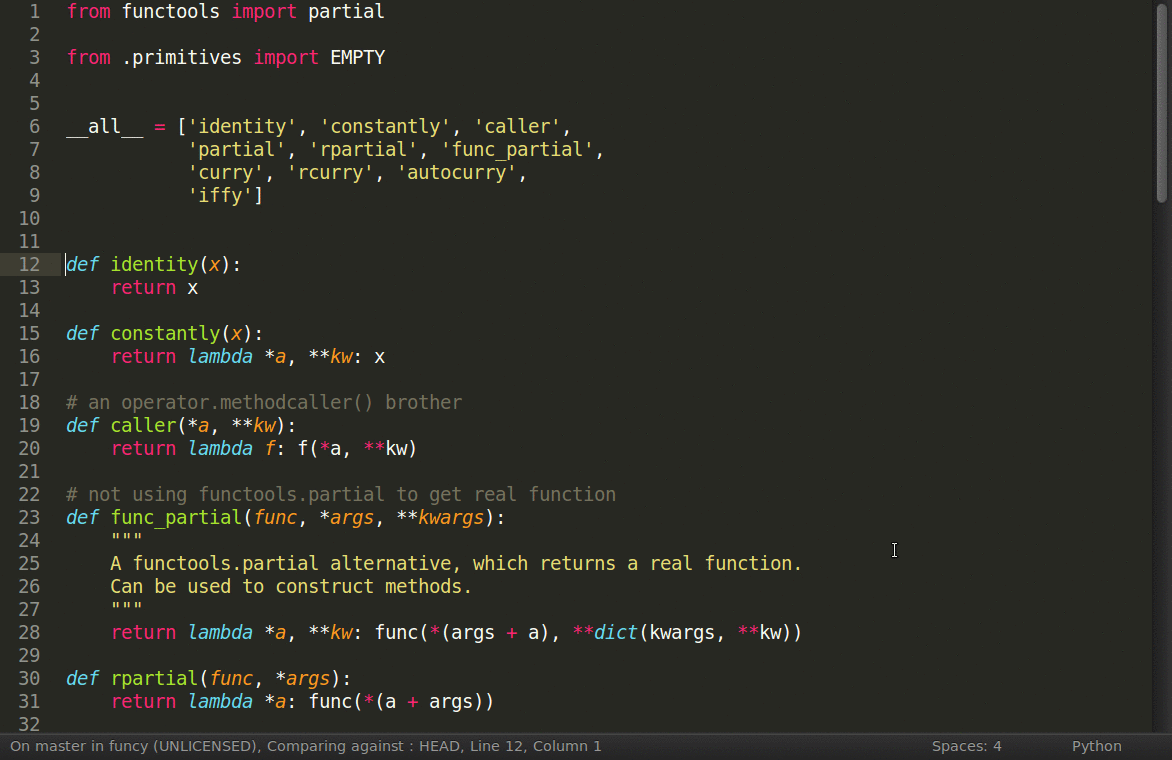 1 from functools import partial
2
3 from .primitives import EMPTY
4
5
6 __all__ = ['identity', 'constantly', 'caller',
7            'partial', 'rpartial', 'func_partial',
8            'curry', 'rcurry', 'autocurry',
9            'iffy']
10
11
12 def identity(x):
13     return x
14
15 def constantly(x):
16     return lambda *a, **kw: x
17
18 # an operator.methodcaller() brother
19 def caller(*a, **kw):
20     return lambda f: f(*a, **kw)
21
22 # not using functools.partial to get real function
23 def func_partial(func, *args, **kwargs):
24     """
25     A functools.partial alternative, which returns a real function.
26     Can be used to construct methods.
27     """
28     return lambda *a, **kw: func(*(args + a), **dict(kwargs, **kw))
29
30 def rpartial(func, *args):
31     return lambda *a: func(*(a + args))
32
On master in funcy (UNLICENSED), Comparing against : HEAD, Line 12, Column 1 Spaces: 4 Python